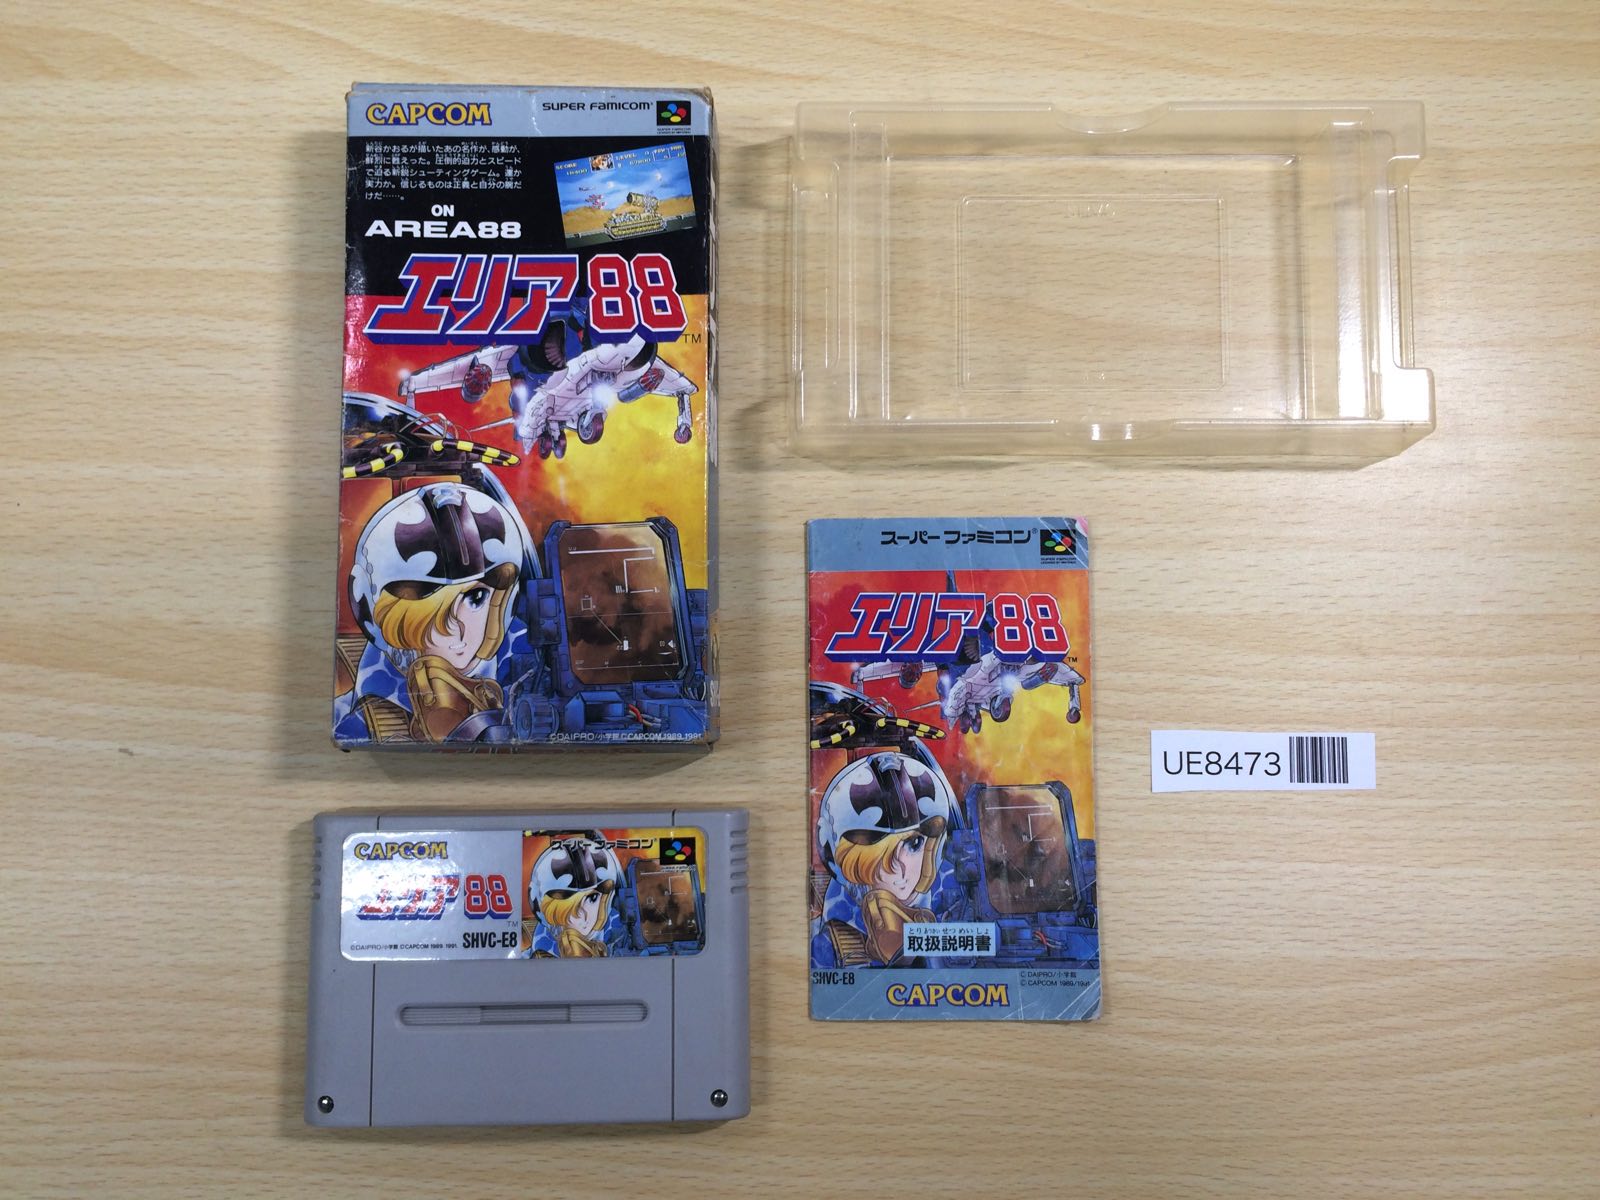 CAPCOM
SUPER FAMICOM
新谷かおるが描いたあの名作が、感動が、
鮮烈に甦えった。圧倒的迫力とスピード
で迫る新鋭シューティングゲーム。運か
実力か。信じるものは正義と自分の腕だ
けだ……。
SCORE
LEVEL
ON
AREA88
エリア88
TM
©DAIPRO/小学館 ©CAPCOM 1989, 1991.
スーパーファミコン
エリア88
TM
とりあつかいせつめいしょ
取扱説明書
SHVC-E8
© DAIPRO/小学館
© CAPCOM 1989/1991
CAPCOM
UE8473
CAPCOM
スーパーファミコン
エリア88
TM
©DAIPRO/小学館 ©CAPCOM 1989, 1991.
SHVC-E8